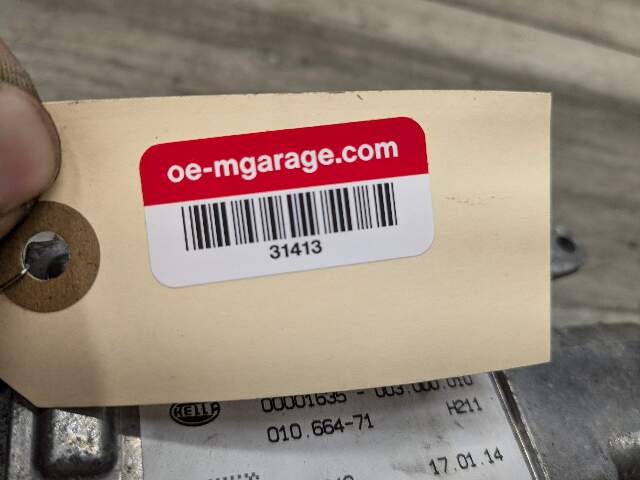 oe-mgarage.com
31413
HELLA
00001635 - 003.000.010
010.664-71 H211
17.01.14